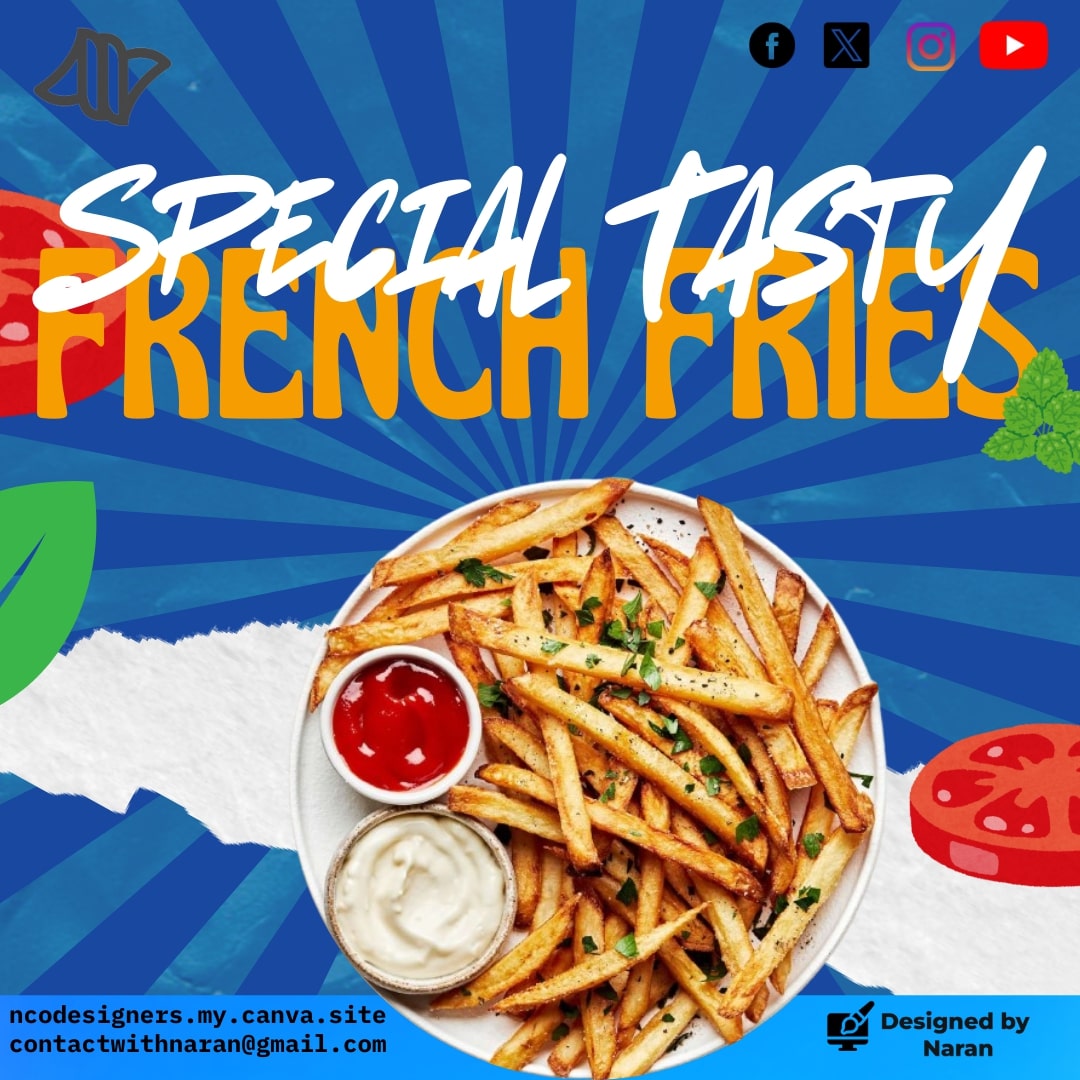 SPECIAL TASTY
FRENCH FRIES
ncodesigners.my.canva.site
contactwithnaran@gmail.com
Designed by
Naran